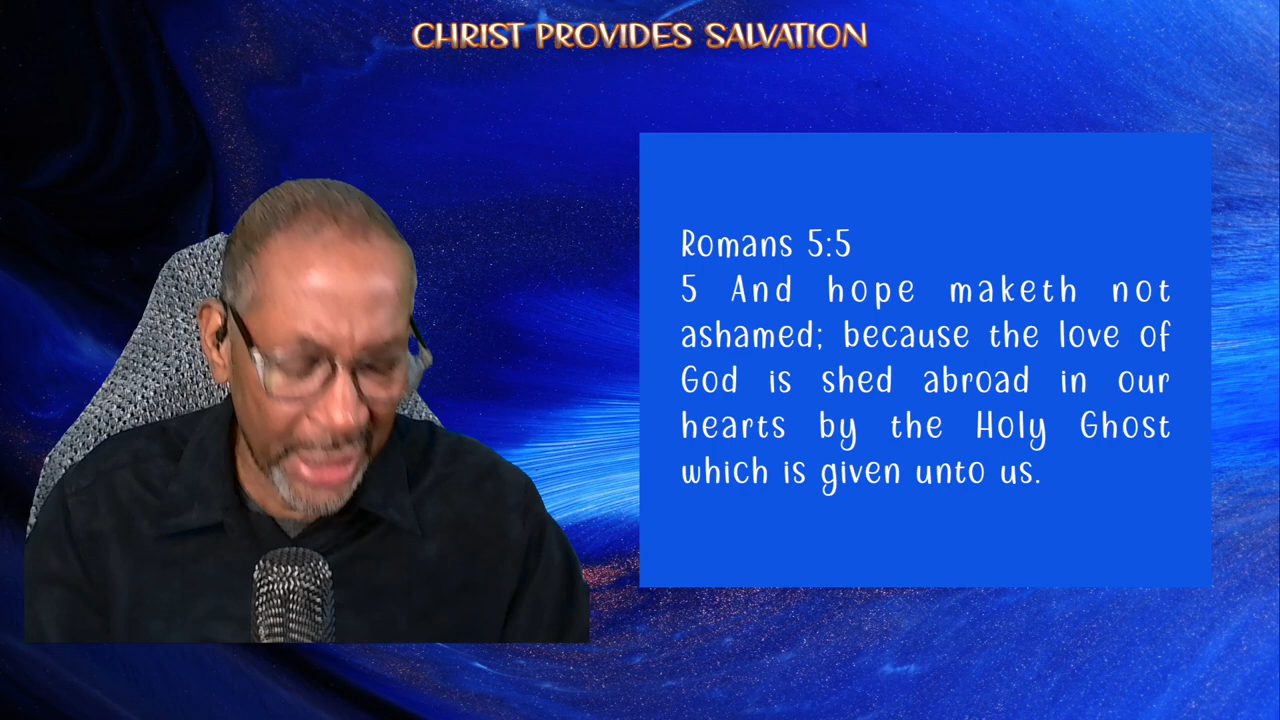 CHRIST PROVIDES SALVATION
Romans 5:5
5 And hope maketh not
ashamed; because the love of
God is shed abroad in our
hearts by the Holy Ghost
which is given unto us.